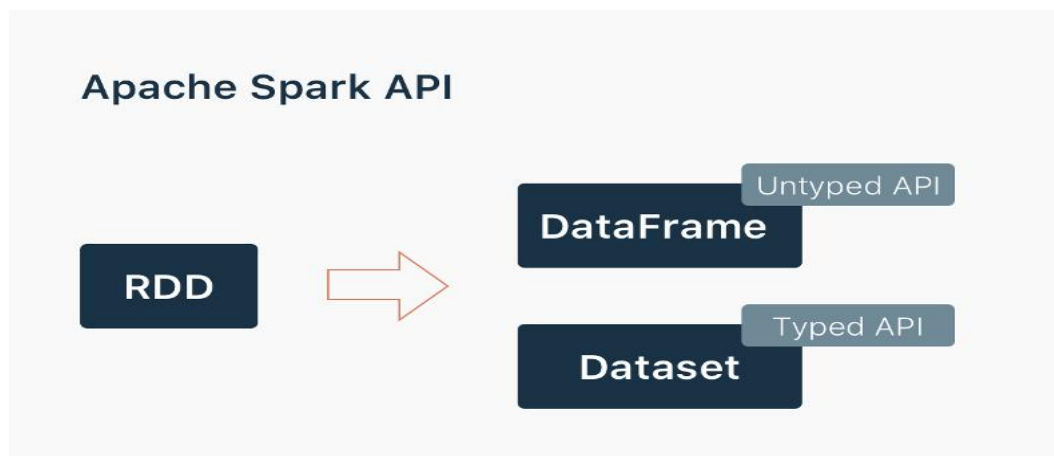 Apache Spark API
RDD
Untyped API
DataFrame
Typed API
Dataset